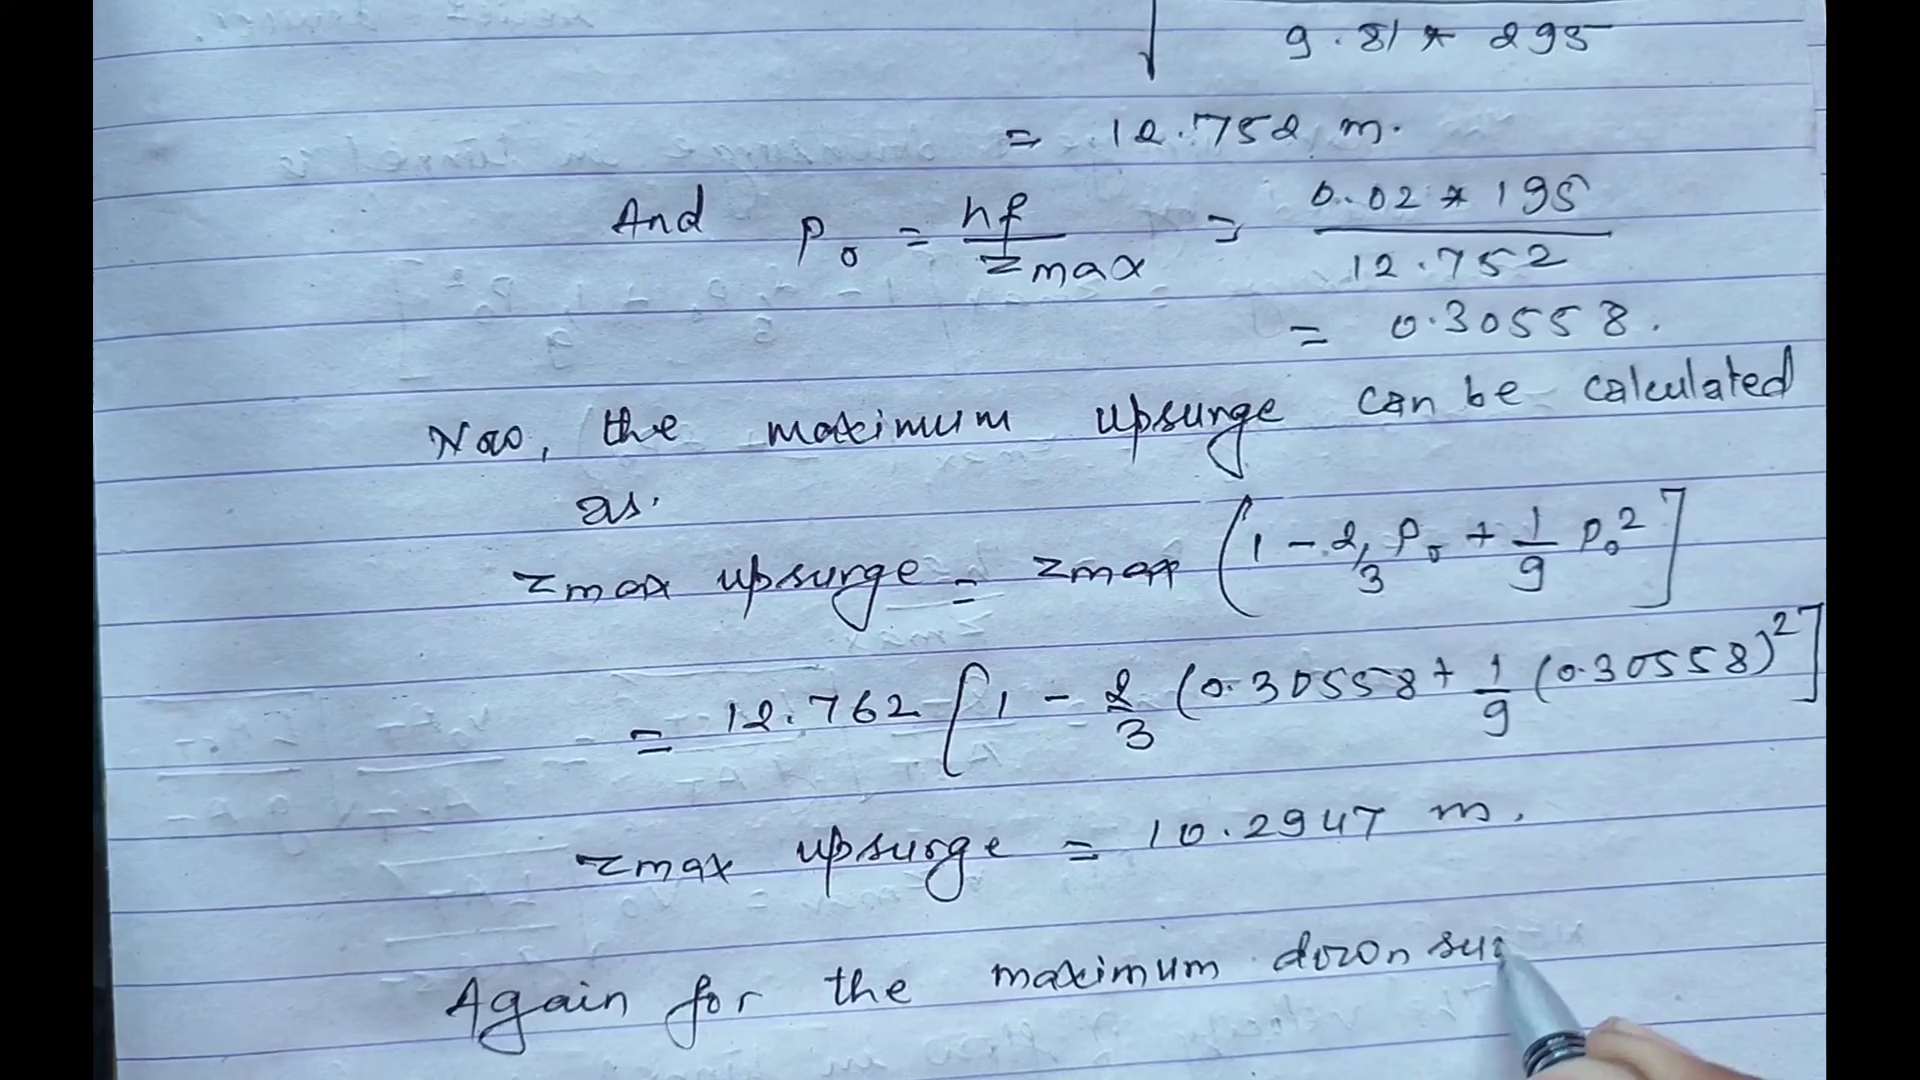 9.81 * 295
= 12.752 m.
And P₀ = hf / zmax = 0.02 * 195 / 12.752
= 0.30558.
Now, the maximum upsurge can be calculated
as.
zmax upsurge = zmax [1 - 2/3 P₀ + 1/9 P₀²]
= 12.762 [1 - 2/3 (0.30558 + 1/9 (0.30558)²]
zmax upsurge = 10.2947 m.
Again for the maximum down sur